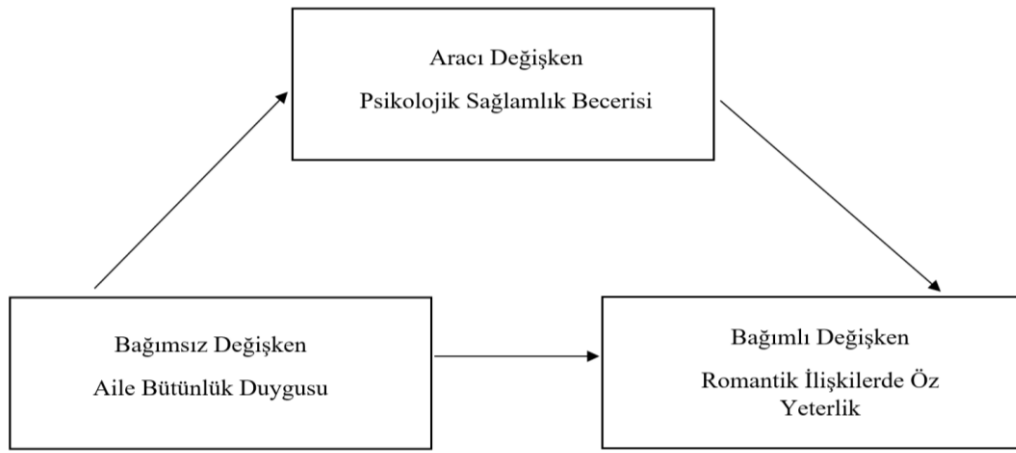 Aracı Değişken
Psikolojik Sağlamlık Becerisi
Bağımsız Değişken
Aile Bütünlük Duygusu
Bağımlı Değişken
Romantik İlişkilerde Öz
Yeterlik